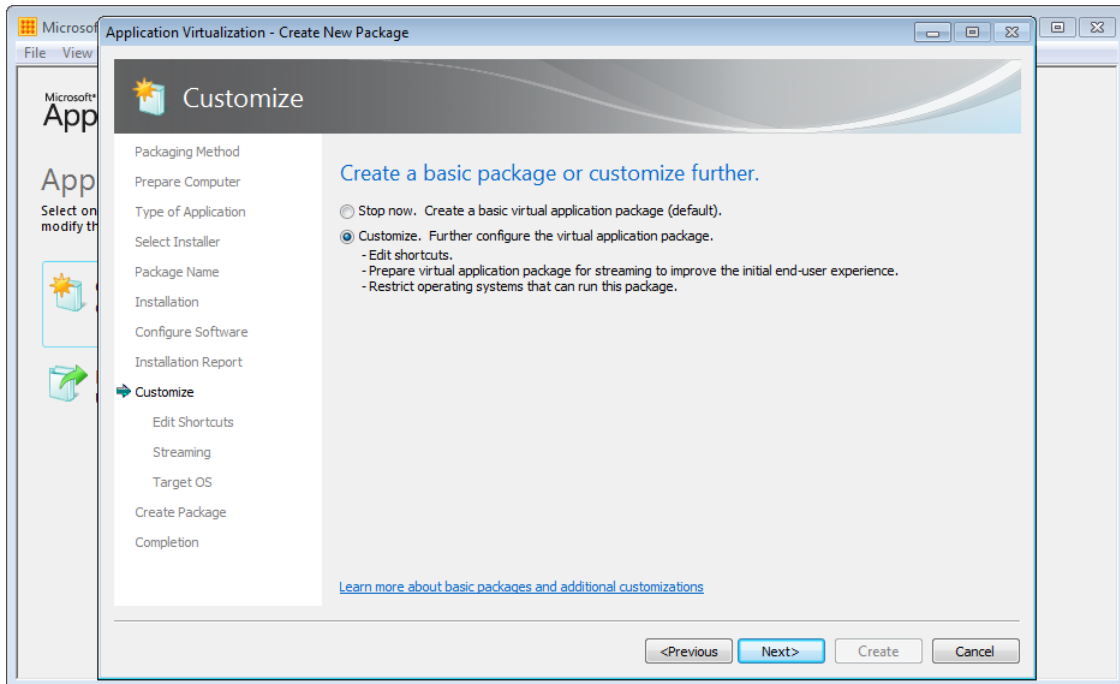 Microsof
File View
Application Virtualization - Create New Package
Microsoft
App
App
Select on
modify th
Customize
Packaging Method
Prepare Computer
Type of Application
Select Installer
Package Name
Installation
Configure Software
Installation Report
Customize
Edit Shortcuts
Streaming
Target OS
Create Package
Completion
Create a basic package or customize further.
Stop now. Create a basic virtual application package (default).
Customize. Further configure the virtual application package.
- Edit shortcuts.
- Prepare virtual application package for streaming to improve the initial end-user experience.
- Restrict operating systems that can run this package.
Learn more about basic packages and additional customizations
<Previous Next> Create Cancel